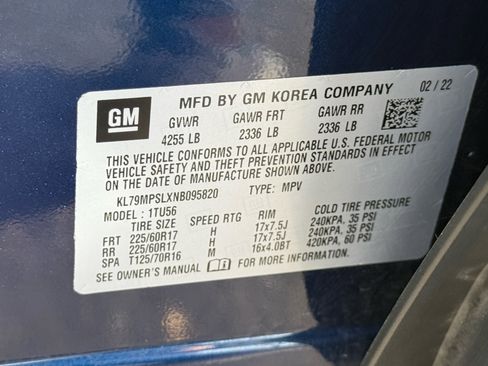 GM
MFD BY GM KOREA COMPANY 02 / 22
GVWR GAWR FRT GAWR RR
4255 LB 2336 LB 2336 LB
THIS VEHICLE CONFORMS TO ALL APPLICABLE U.S. FEDERAL MOTOR
VEHICLE SAFETY AND THEFT PREVENTION STANDARDS IN EFFECT
ON THE DATE OF MANUFACTURE SHOWN ABOVE.
KL79MPSLXNB095820 TYPE: MPV
MODEL : 1TU56
TIRE SIZE SPEED RTG RIM COLD TIRE PRESSURE
FRT 225/60R17 H 17x7.5J 240KPA, 35 PSI
RR 225/60R17 H 17x7.5J 240KPA, 35 PSI
SPA T125/70R16 M 16x4.0BT 420KPA, 60 PSI
SEE OWNER'S MANUAL FOR MORE INFORMATION.